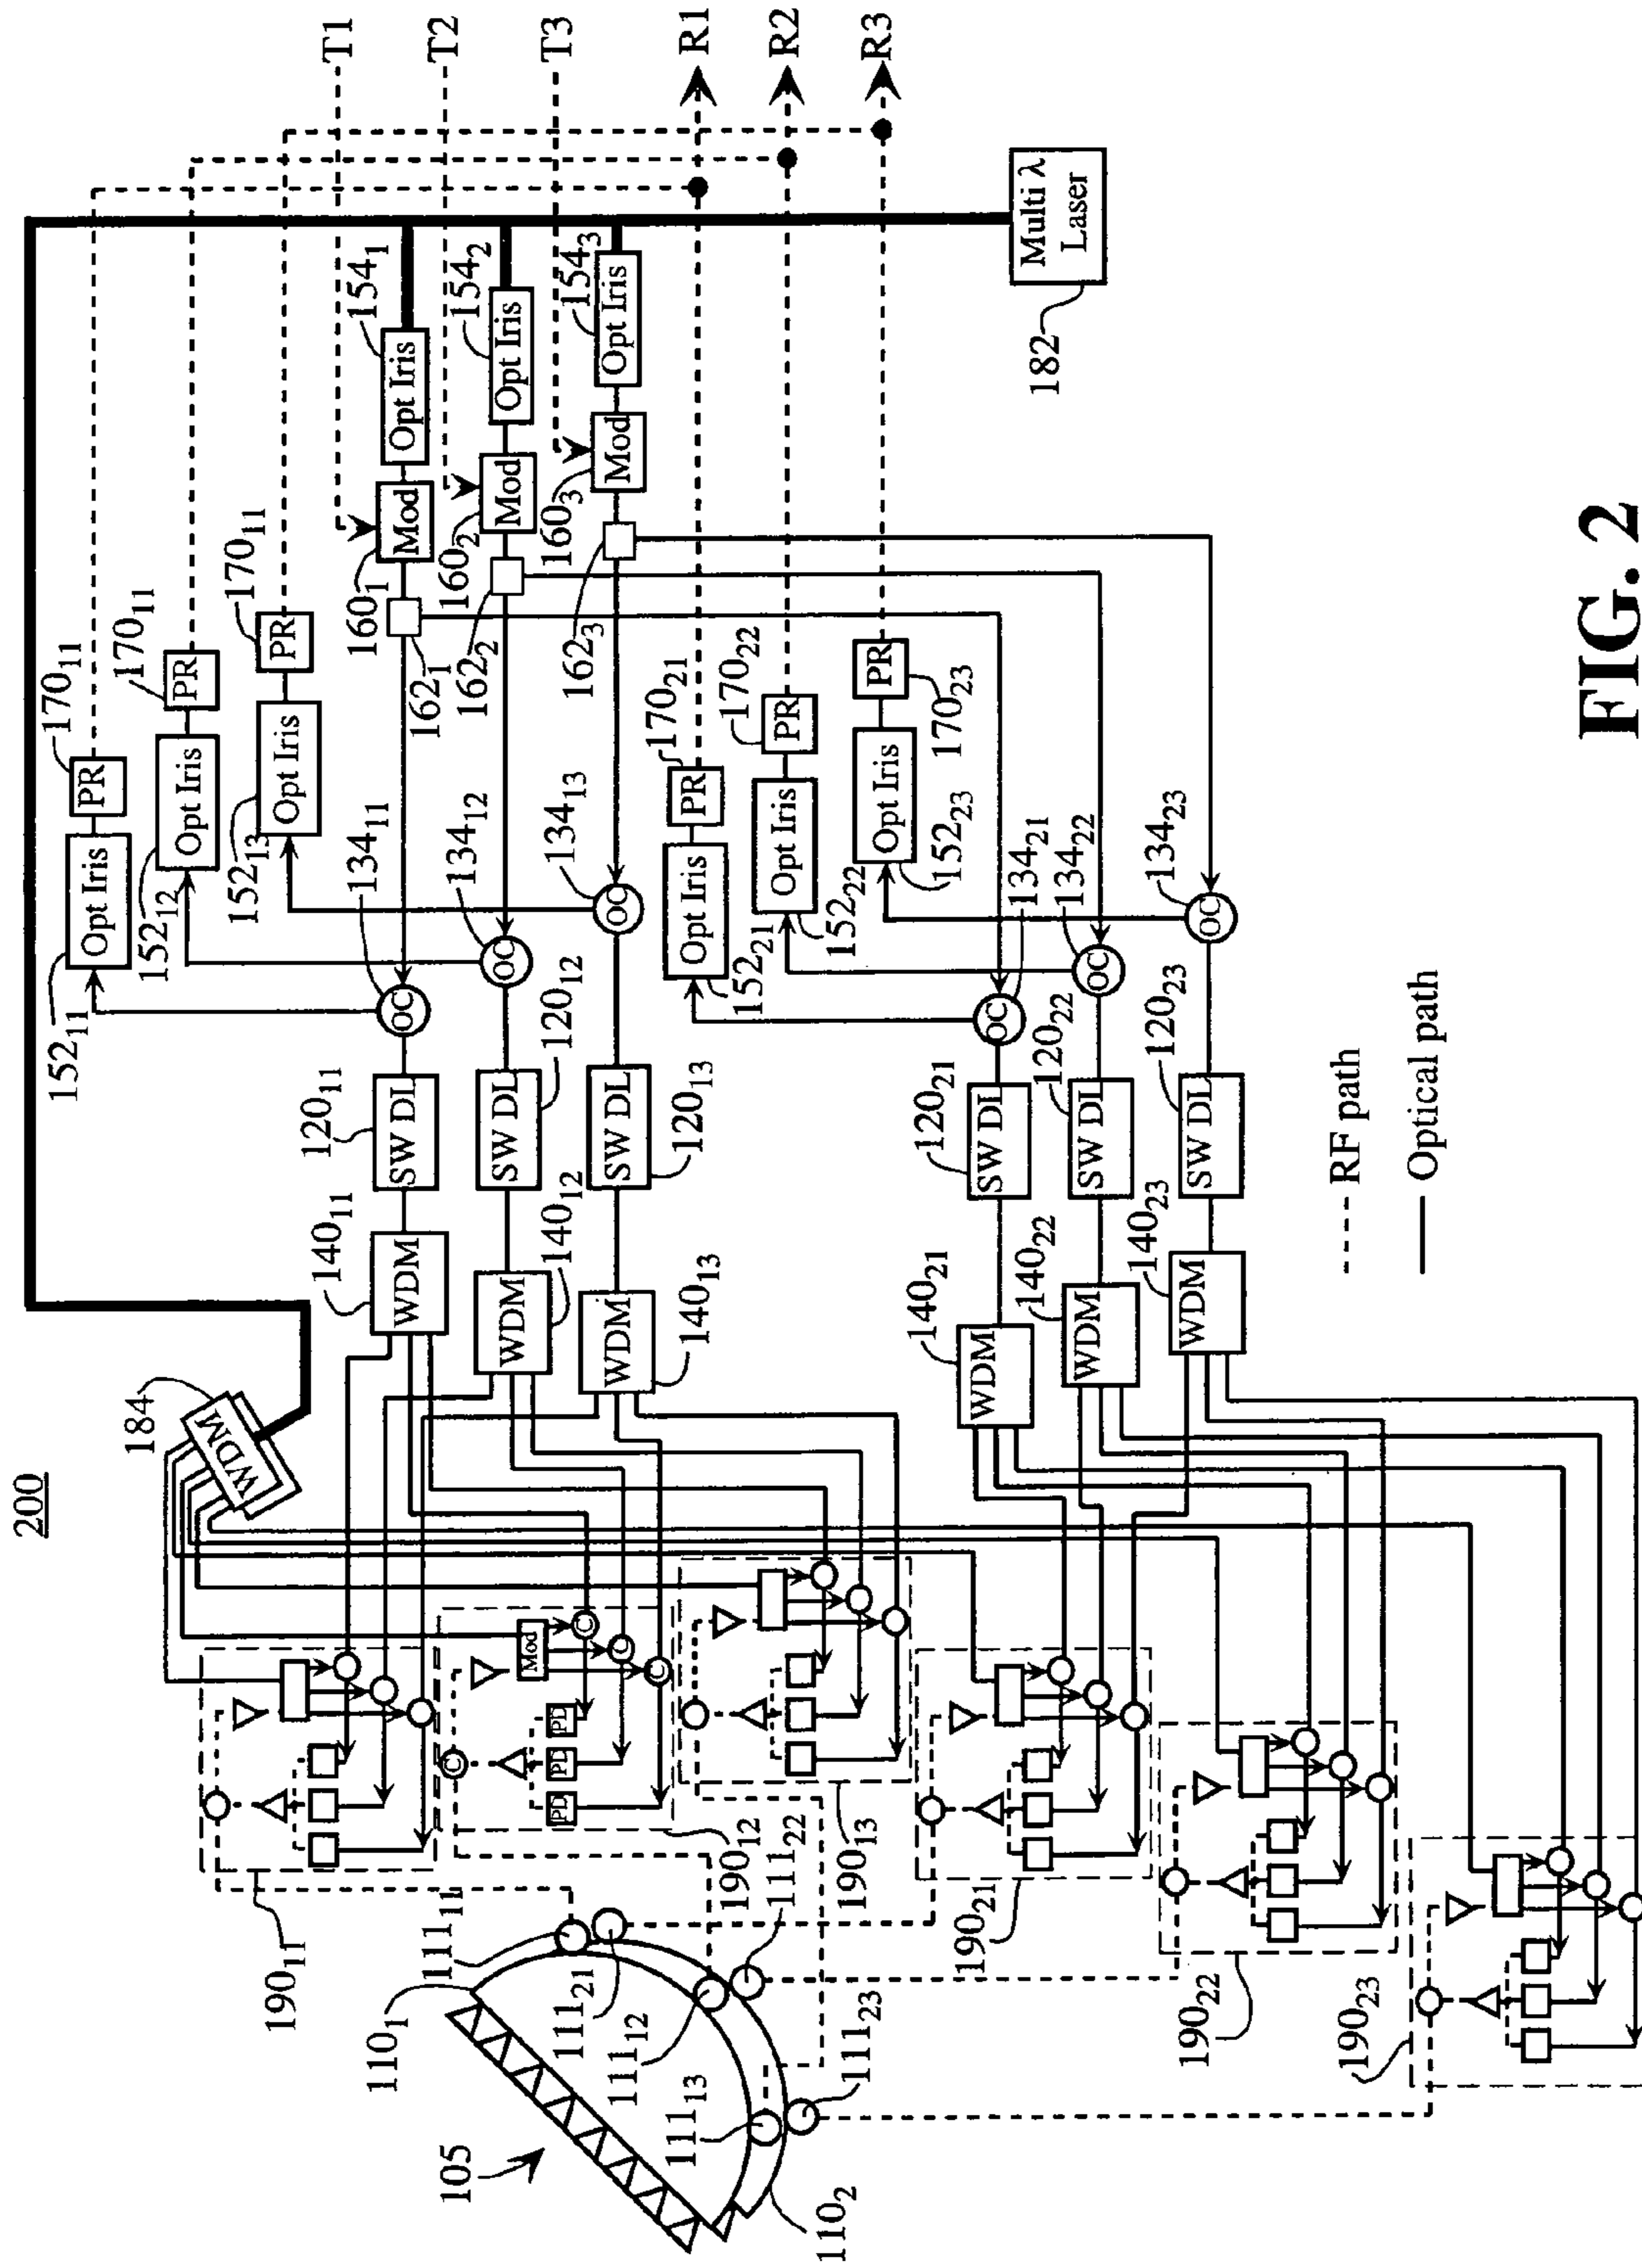 200
184
WDM
T1
T2
T3
R1
R2
R3
Multi λ
Laser
182
154₁
Opt Iris
154₂
Opt Iris
154₃
Opt Iris
Mod
160₁
Mod
160₂
Mod
160₃
162₁
162₂
162₃
170₁₁
PR
Opt Iris
152₁₁
170₁₁
PR
Opt Iris
152₁₂
170₁₁
PR
Opt Iris
152₁₃
134₁₁
OC
134₁₂
OC
134₁₃
OC
120₁₁
SW DL
120₁₂
SW DL
120₁₃
SW DL
140₁₁
WDM
140₁₂
WDM
140₁₃
WDM
170₂₁
PR
Opt Iris
152₂₁
170₂₂
PR
Opt Iris
152₂₂
PR
170₂₃
Opt Iris
152₂₃
134₂₁
OC
134₂₂
OC
134₂₃
OC
120₂₁
SW DL
120₂₂
SW DL
120₂₃
SW DL
140₂₁
WDM
140₂₂
WDM
140₂₃
WDM
190₁₁
C
Mod
C
C
C
PD
PD
PD
190₁₂
190₁₃
190₂₁
190₂₂
190₂₃
105
110₁
110₂
111₁₁
111₂₁
111₁₂
111₂₂
111₁₃
111₂₃
RF path
Optical path
FIG. 2